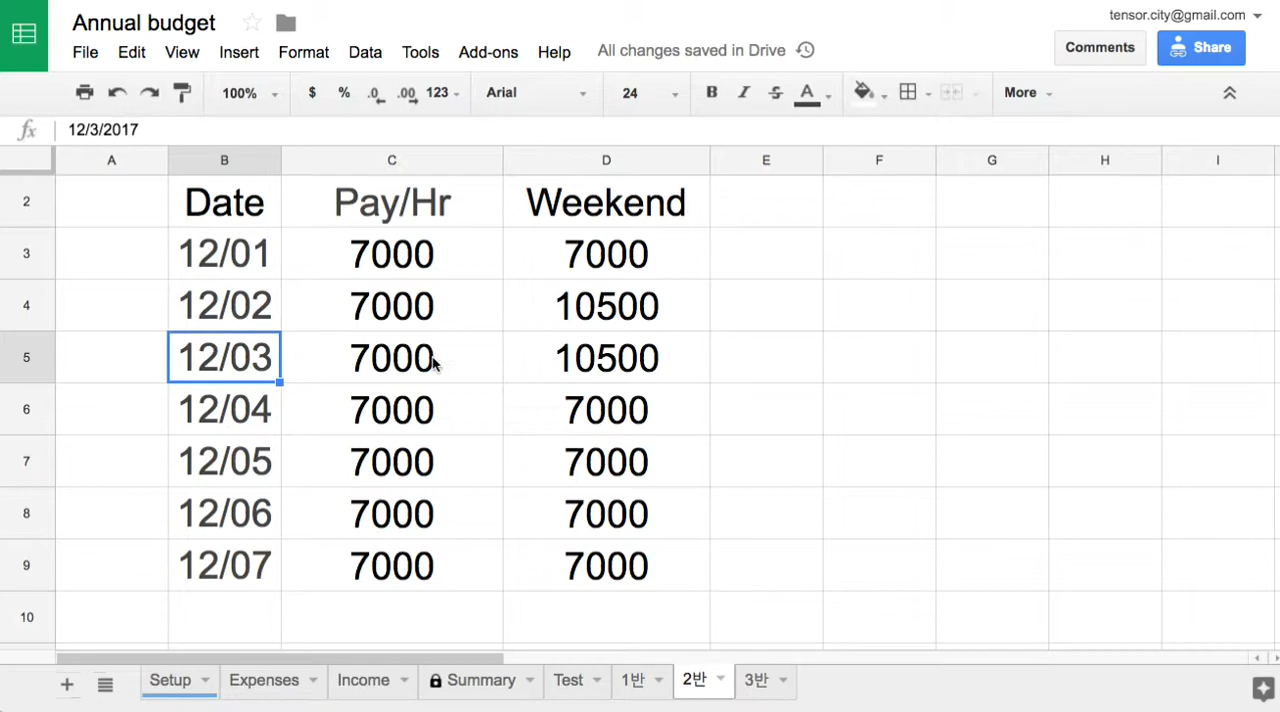 Annual budget
tensor.city@gmail.com
File Edit View Insert Format Data Tools Add-ons Help All changes saved in Drive
Comments Share
100% $ % .0 .00 123 Arial 24 B I S A More
fx 12/3/2017
A B C D E F G H I
2 Date Pay/Hr Weekend
3 12/01 7000 7000
4 12/02 7000 10500
5 12/03 7000 10500
6 12/04 7000 7000
7 12/05 7000 7000
8 12/06 7000 7000
9 12/07 7000 7000
10
+ Setup Expenses Income Summary Test 1반 2반 3반